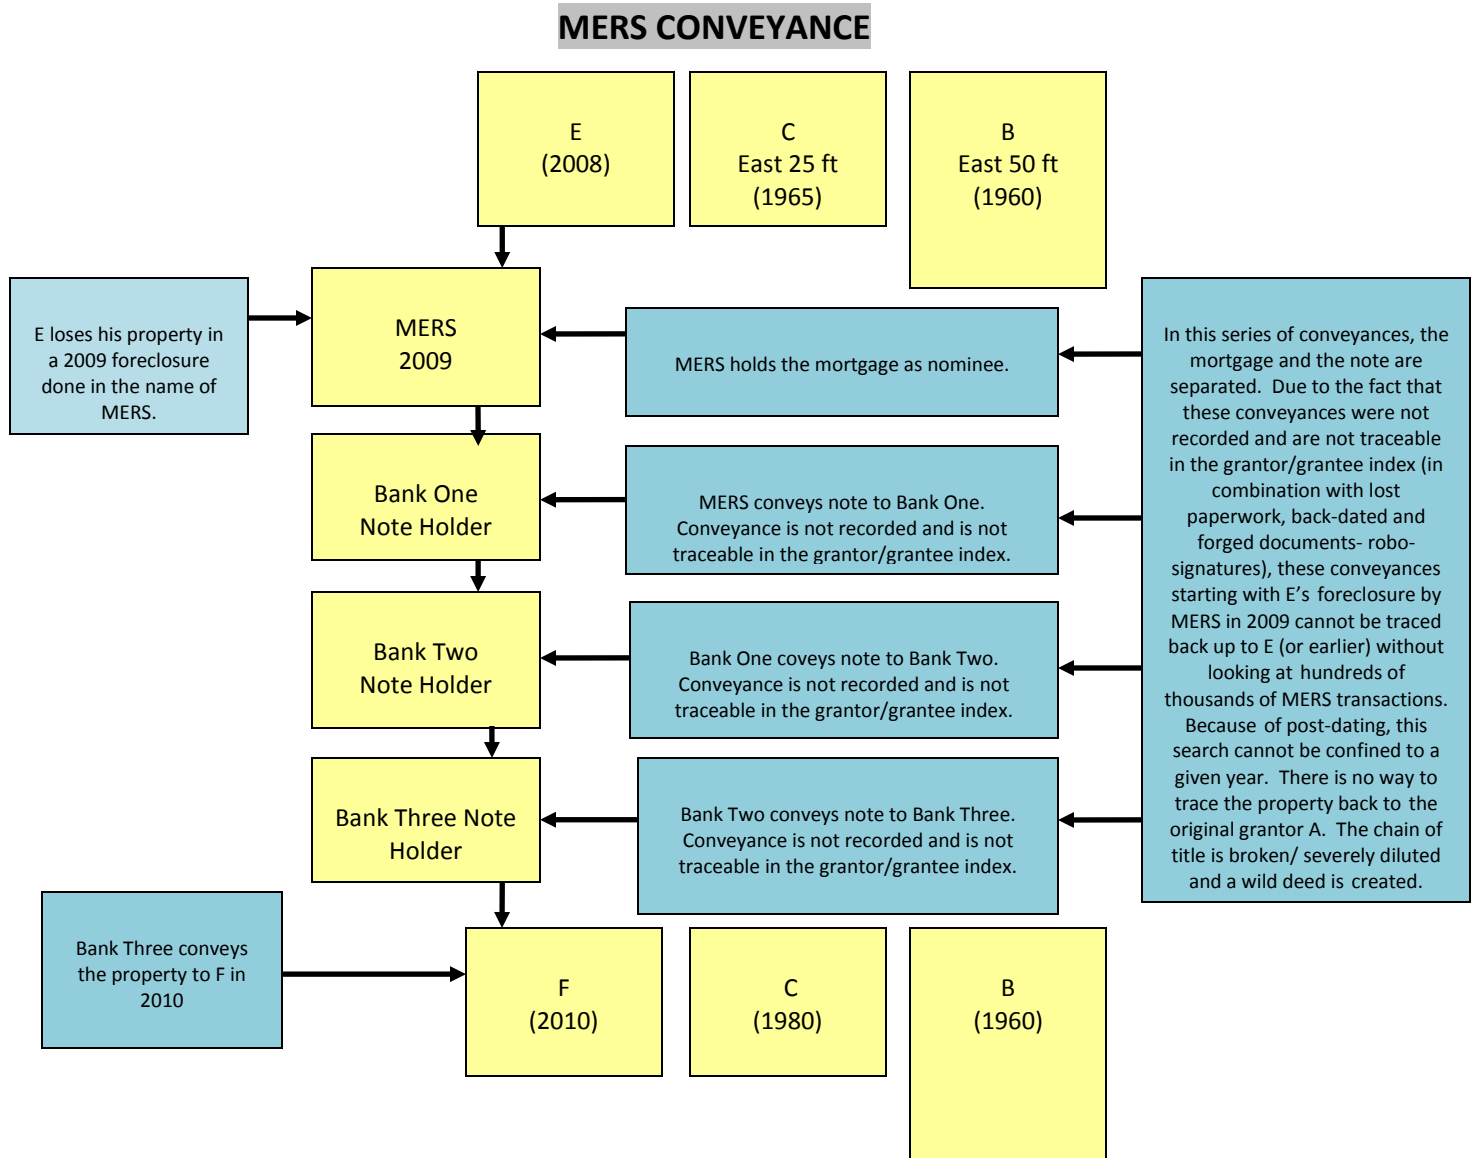 MERS CONVEYANCE
E
(2008)
C
East 25 ft
(1965)
B
East 50 ft
(1960)
E loses his property in
a 2009 foreclosure
done in the name of
MERS.
MERS
2009
MERS holds the mortgage as nominee.
Bank One
Note Holder
MERS conveys note to Bank One.
Conveyance is not recorded and is not
traceable in the grantor/grantee index.
Bank Two
Note Holder
Bank One coveys note to Bank Two.
Conveyance is not recorded and is not
traceable in the grantor/grantee index.
Bank Three Note
Holder
Bank Two conveys note to Bank Three.
Conveyance is not recorded and is not
traceable in the grantor/grantee index.
In this series of conveyances, the
mortgage and the note are
separated. Due to the fact that
these conveyances were not
recorded and are not traceable
in the grantor/grantee index (in
combination with lost
paperwork, back-dated and
forged documents- robo-
signatures), these conveyances
starting with E's foreclosure by
MERS in 2009 cannot be traced
back up to E (or earlier) without
looking at hundreds of
thousands of MERS transactions.
Because of post-dating, this
search cannot be confined to a
given year. There is no way to
trace the property back to the
original grantor A. The chain of
title is broken/ severely diluted
and a wild deed is created.
Bank Three conveys
the property to F in
2010
F
(2010)
C
(1980)
B
(1960)